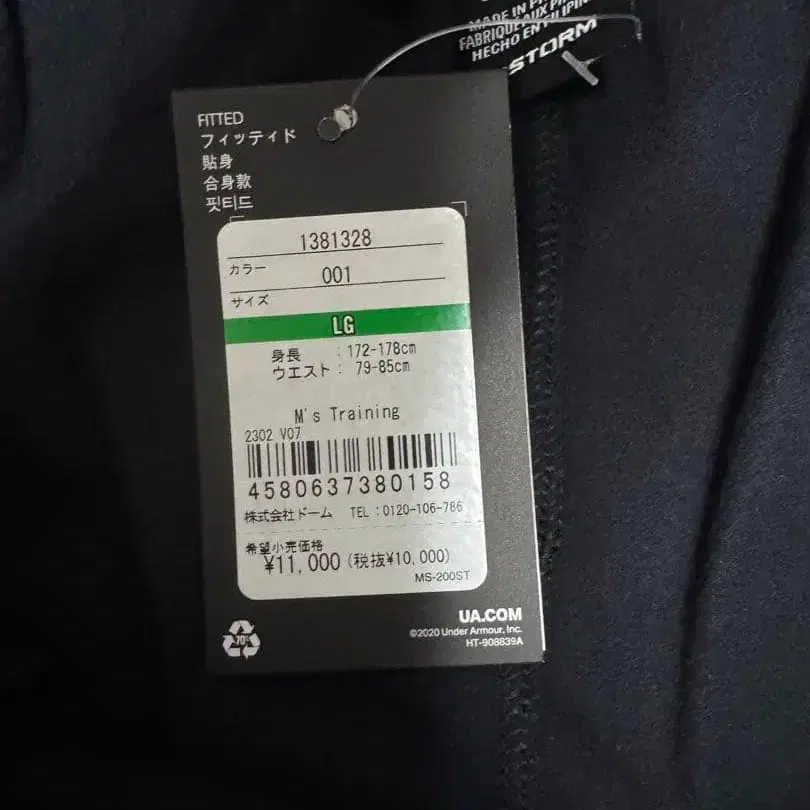 MADE IN
FABRIQUÉ AUX
HECHO EN FILIPINAS
STORM
FITTED
フィッティド
貼身
合身款
핏티드
1381328
カラー 001
サイズ
LG
身長 : 172-178cm
ウエスト : 79-85cm
M's Training
2302 V07
4580637380158
株式会社ドーム TEL:0120-106-786
希望小売価格
¥11,000 (税抜¥10,000)
MS-200ST
70%
UA.COM
©2020 Under Armour, Inc.
HT-908839A